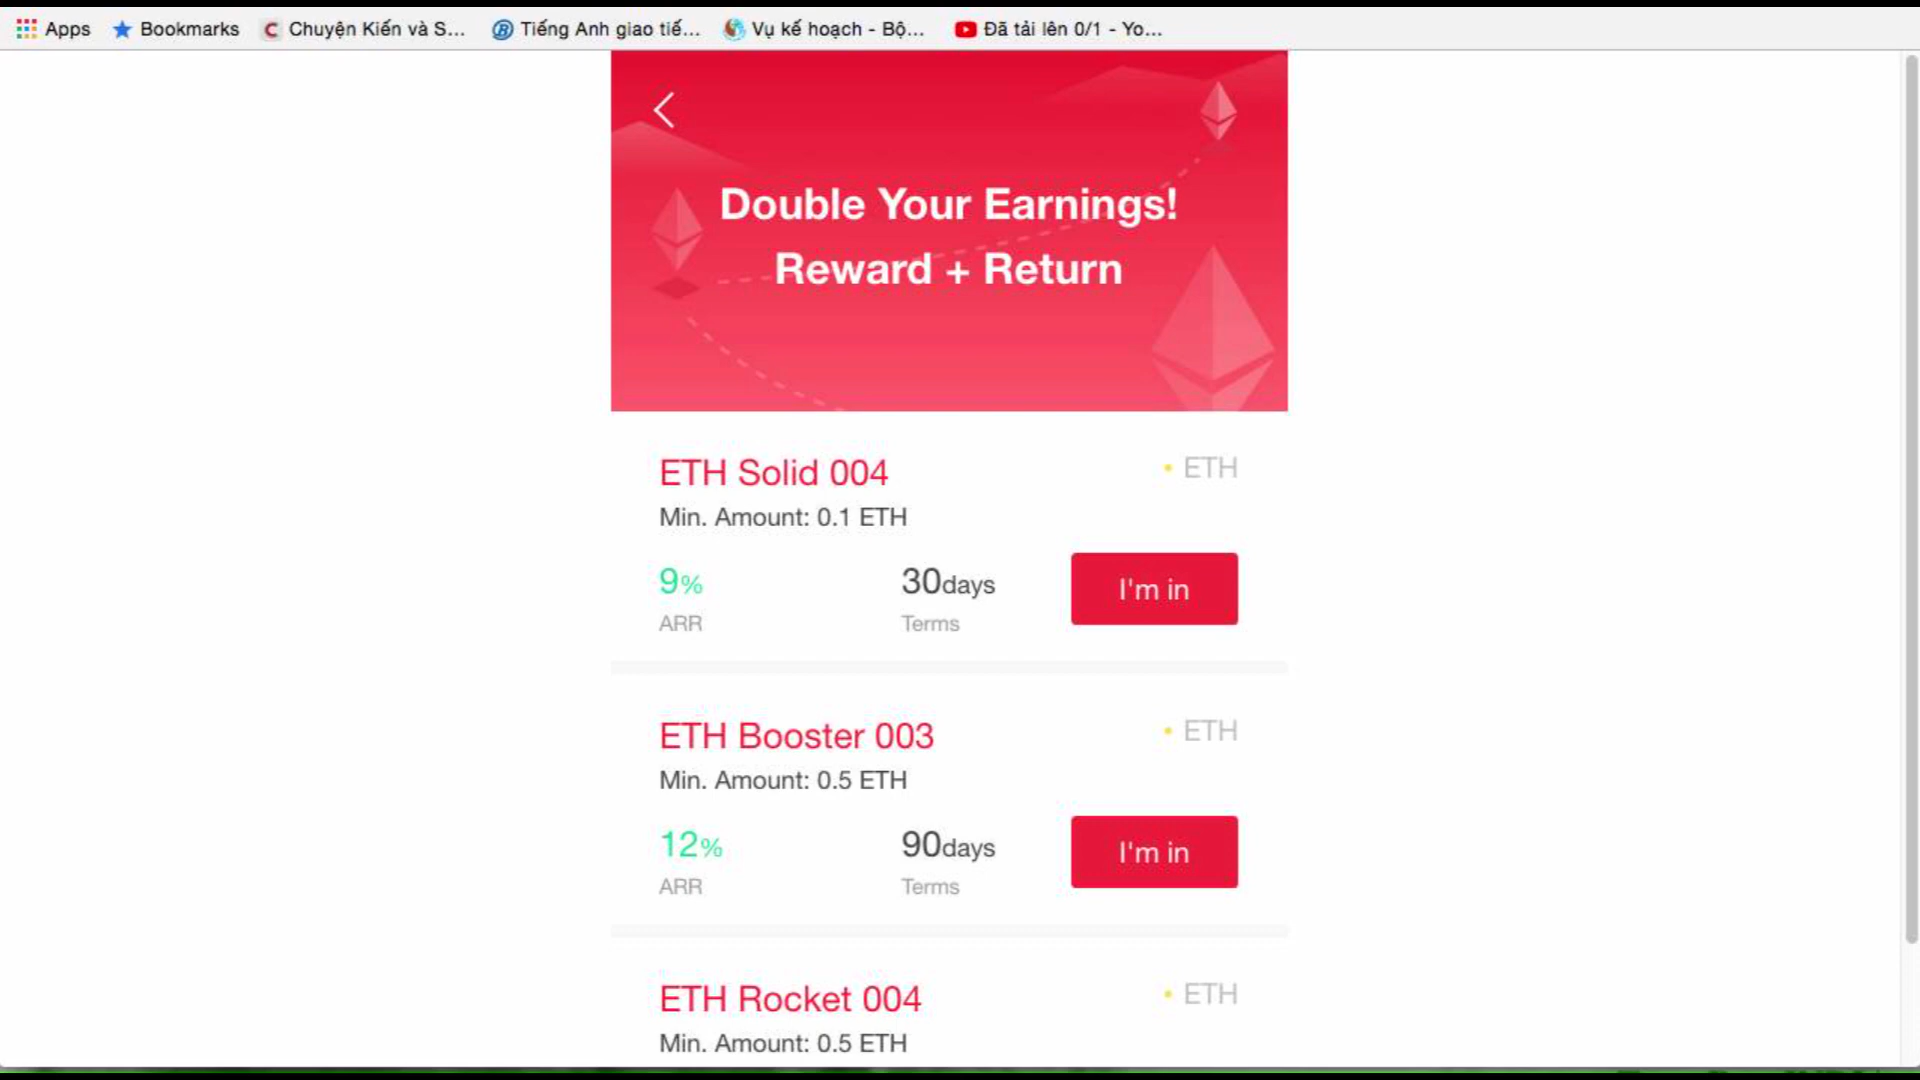 Apps Bookmarks Chuyện Kiến và S... Tiếng Anh giao tiế... Vụ kế hoạch - Bộ... Đã tải lên 0/1 - Yo...
Double Your Earnings!
Reward + Return
ETH Solid 004 ETH
Min. Amount: 0.1 ETH
9% 30days I'm in
ARR Terms
ETH Booster 003 ETH
Min. Amount: 0.5 ETH
12% 90days I'm in
ARR Terms
ETH Rocket 004 ETH
Min. Amount: 0.5 ETH